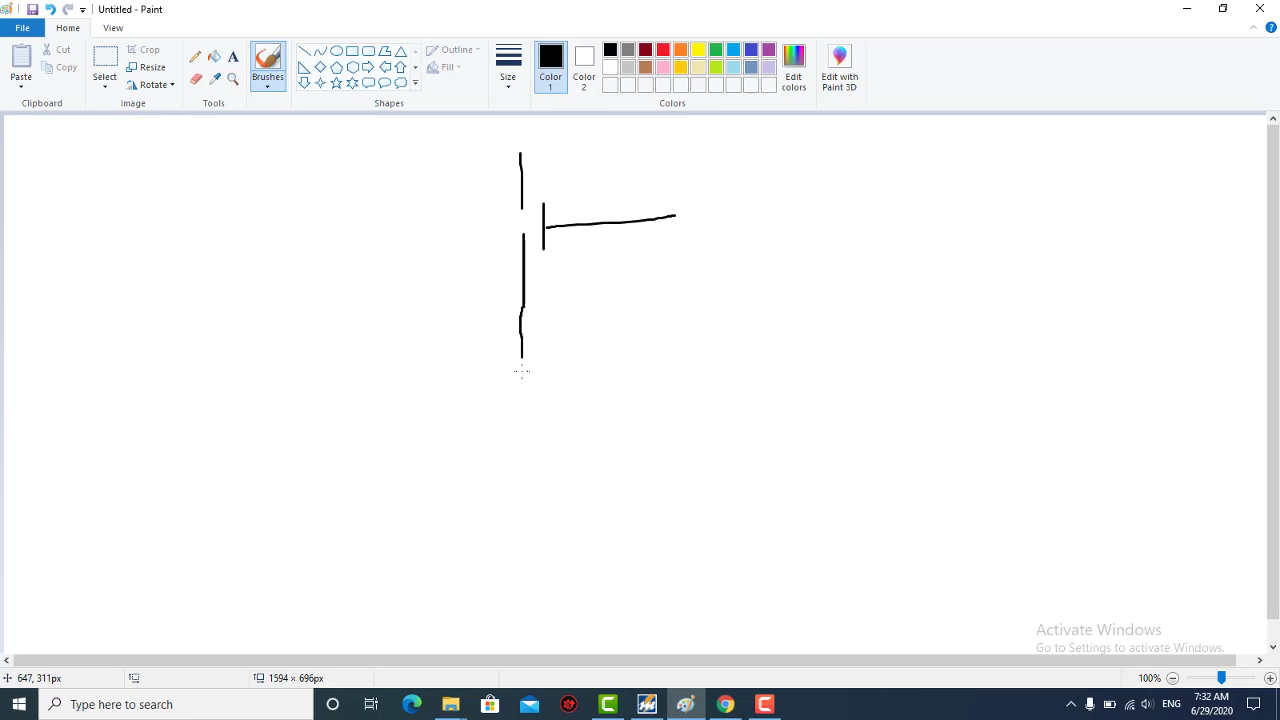 Untitled - Paint
File
Home
View
Paste
Cut
Copy
Clipboard
Select
Crop
Resize
Rotate
Image
A
Tools
Brushes
Outline
Fill
Shapes
Size
Color
1
Color
2
Edit
colors
Colors
Edit with
Paint 3D
Activate Windows
Go to Settings to activate Windows.
647, 311px
1594 × 696px
100%
Type here to search
ENG
7:32 AM
6/29/2020